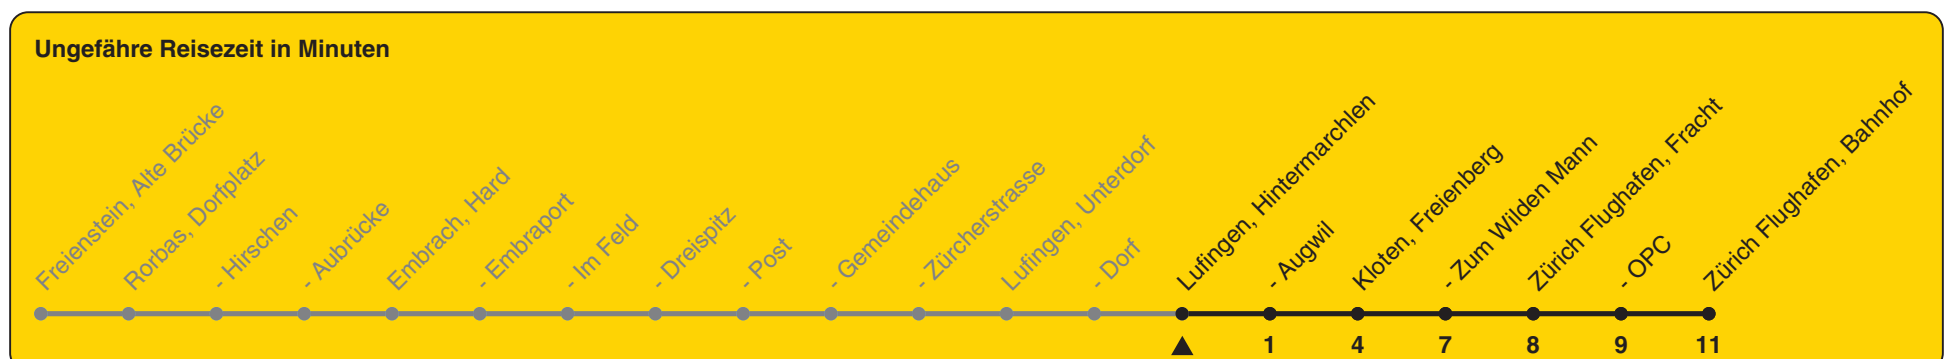 Ungefähre Reisezeit in Minuten
Freienstein, Alte Brücke
Rorbas, Dorfplatz
- Hirschen
- Aubrücke
Embrach, Hard
- Embraport
- Im Feld
- Dreispitz
- Post
- Gemeindehaus
- Zürcherstrasse
Lufingen, Unterdorf
- Dorf
Lufingen, Hintermarchlen
- Augwil
Kloten, Freienberg
- Zum Wilden Mann
Zürich Flughafen, Fracht
- OPC
Zürich Flughafen, Bahnhof
1 4 7 8 9 11